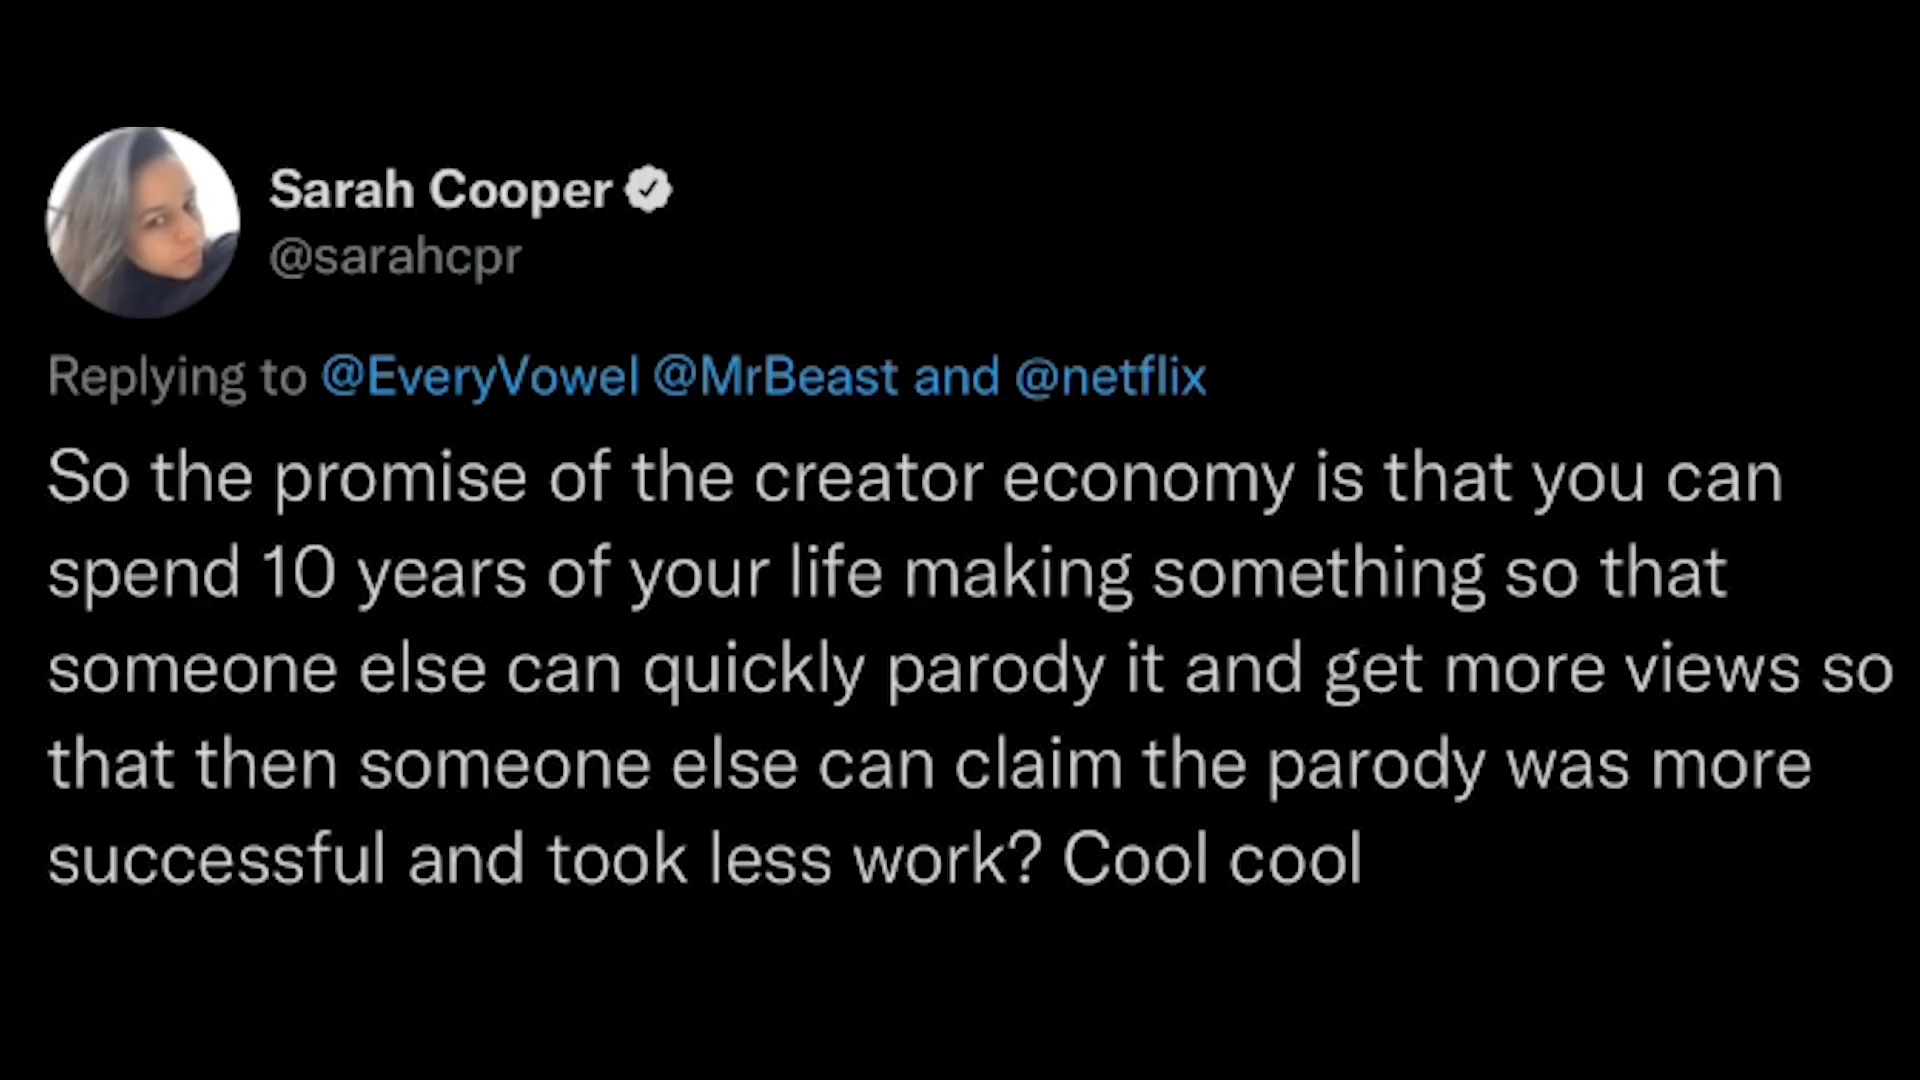 Sarah Cooper
@sarahcpr
Replying to @EveryVowel @MrBeast and @netflix
So the promise of the creator economy is that you can
spend 10 years of your life making something so that
someone else can quickly parody it and get more views so
that then someone else can claim the parody was more
successful and took less work? Cool cool